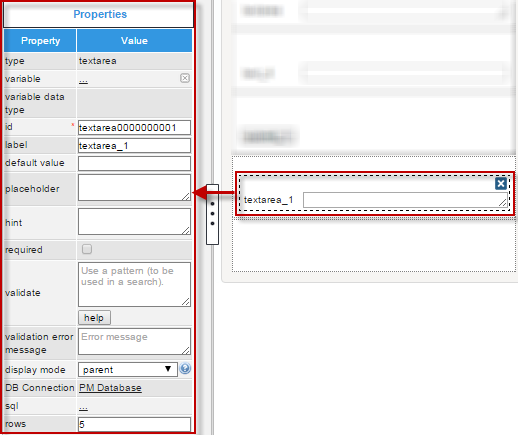 Properties
Property Value
type textarea
variable ...
variable data
type
id * textarea0000000001
label textarea_1
default value
placeholder
hint
required
validate Use a pattern (to be
used in a search).
help
validation error
message Error message
display mode parent ?
DB Connection PM Database
sql ...
rows 5
textarea_1